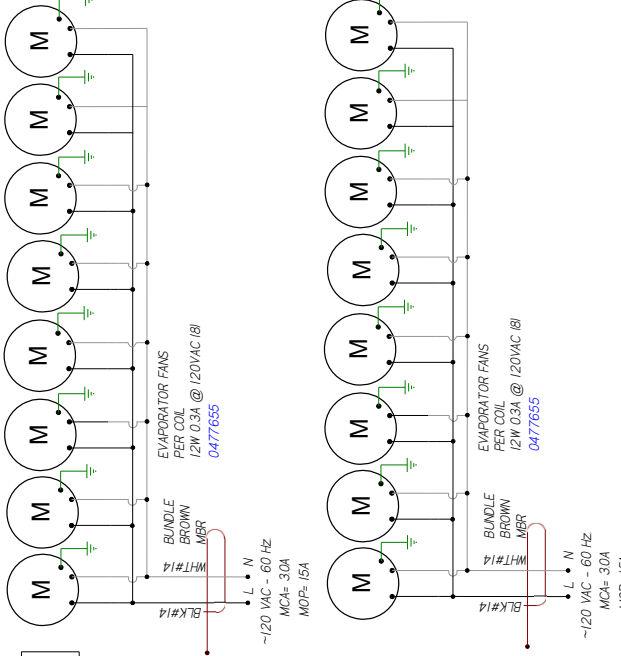 M
M
M
M
M
M
M
M
EVAPORATOR FANS
PER COIL
12W 0.3A @ 120VAC |8|
0477655
BUNDLE
BROWN
MBR
WHT#14
BLK#14
L N
~120 VAC - 60 Hz
MCA= 3.0A
MOP= 15A
M
M
M
M
M
M
M
M
EVAPORATOR FANS
PER COIL
12W 0.3A @ 120VAC |8|
0477655
BUNDLE
BROWN
MBR
WHT#14
BLK#14
L N
~120 VAC - 60 Hz
MCA= 3.0A